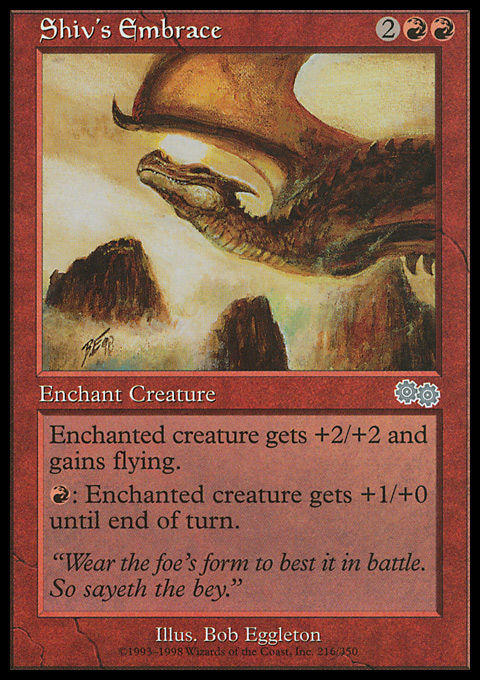 Shiv's Embrace 2
Enchant Creature
Enchanted creature gets +2/+2 and
gains flying.
: Enchanted creature gets +1/+0
until end of turn.
“Wear the foe's form to best it in battle.
So sayeth the bey.”
Illus. Bob Eggleton
©1993–1998 Wizards of the Coast, Inc. 216/350